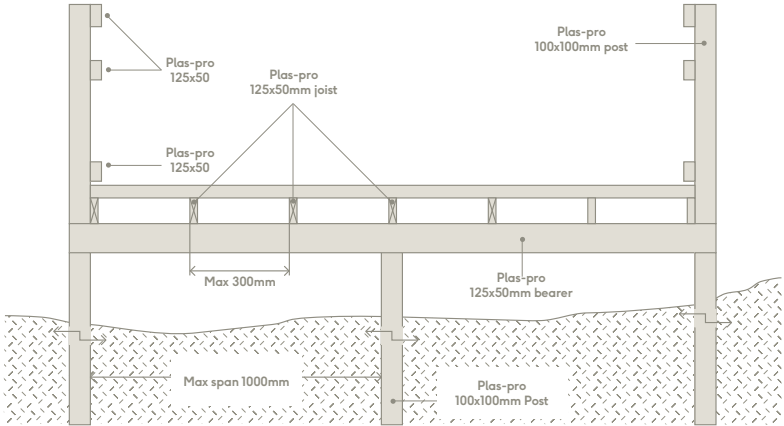 Plas-pro
100x100mm post
Plas-pro
125x50
Plas-pro
125x50mm joist
Plas-pro
125x50
Max 300mm
Plas-pro
125x50mm bearer
Max span 1000mm
Plas-pro
100x100mm Post